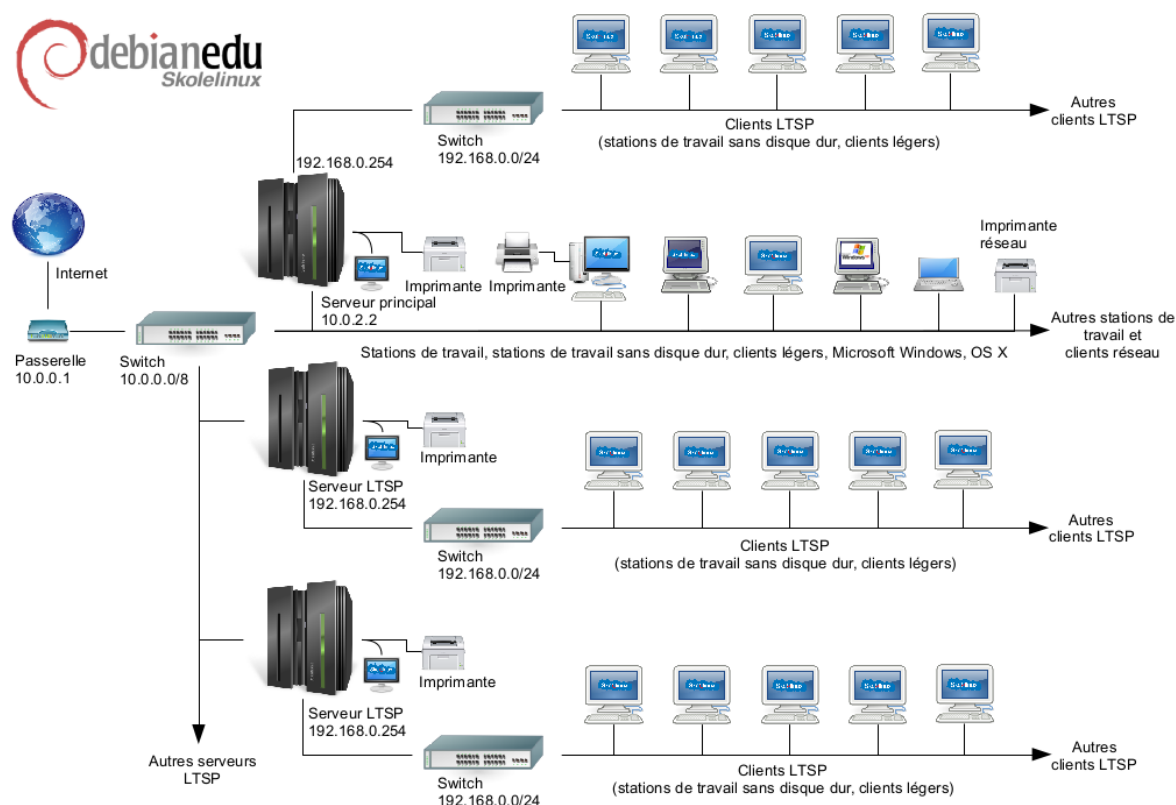 debianedu
Skolelinux
Autres
clients LTSP
Clients LTSP
(stations de travail sans disque dur, clients légers)
Switch
192.168.0.0/24
192.168.0.254
Imprimante
réseau
Internet
Imprimante
Imprimante
Serveur principal
10.0.2.2
Autres stations de
travail et
clients réseau
Passerelle
10.0.0.1
Switch
10.0.0.0/8
Stations de travail, stations de travail sans disque dur, clients légers, Microsoft Windows, OS X
Imprimante
Serveur LTSP
192.168.0.254
Autres
clients LTSP
Clients LTSP
(stations de travail sans disque dur, clients légers)
Switch
192.168.0.0/24
Imprimante
Serveur LTSP
192.168.0.254
Autres serveurs
LTSP
Autres
clients LTSP
Clients LTSP
(stations de travail sans disque dur, clients légers)
Switch
192.168.0.0/24